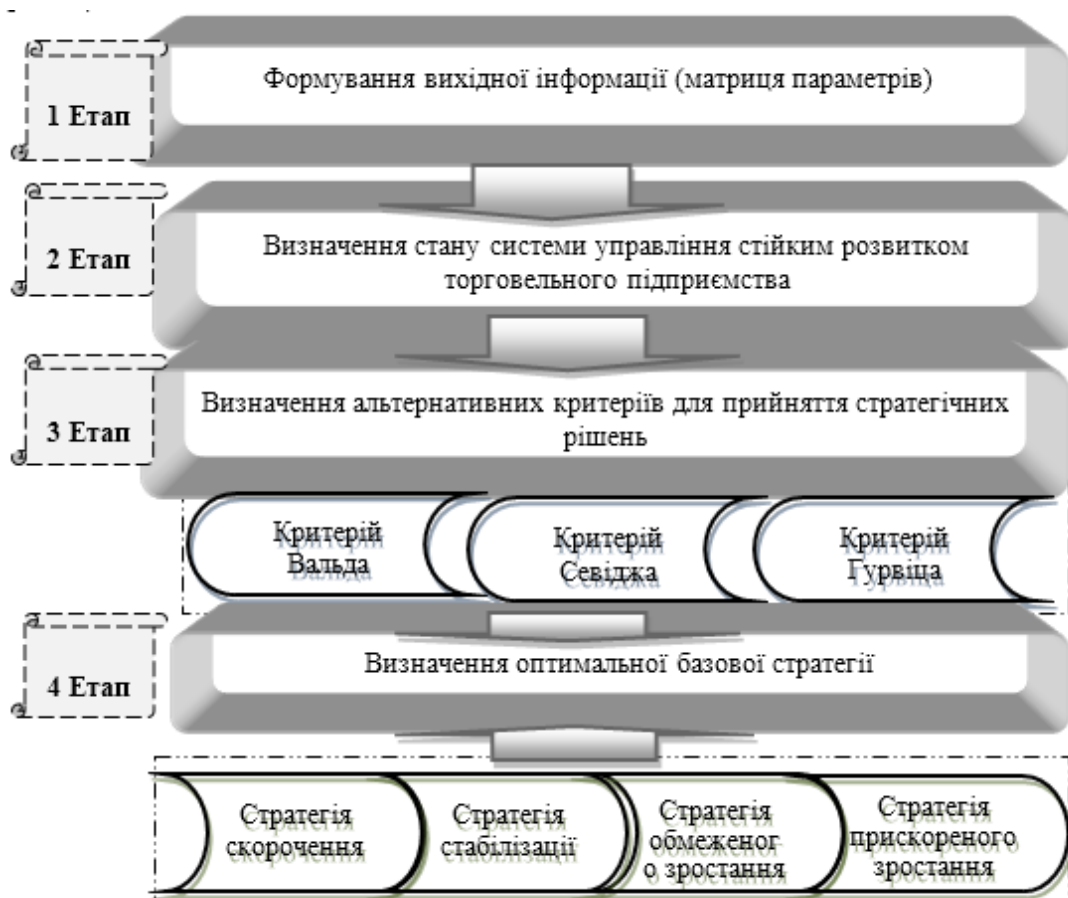 Формування вихідної інформації (матриця параметрів)
1 Етап
Визначення стану системи управління стійким розвитком
торговельного підприємства
2 Етап
Визначення альтернативних критеріїв для прийняття стратегічних
рішень
3 Етап
Критерій
Вальда
Критерій
Севіджа
Критерій
Гурвіца
Визначення оптимальної базової стратегії
4 Етап
Стратегія
скорочення
Стратегія
стабілізації
Стратегія
обмеженог
о зростання
Стратегія
прискореного
зростання